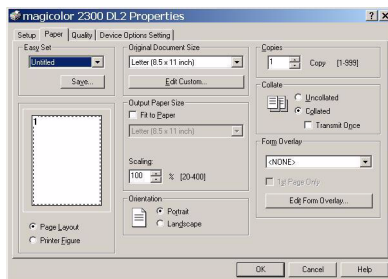 magicolor 2300 DL2 Properties
Setup Paper Quality Device Options Setting
Easy Set
Untitled
Save...
1
Page Layout
Printer Figure
Original Document Size
Letter (8.5 x 11 inch)
Edit Custom...
Output Paper Size
Fit to Paper
Letter (8.5 x 11 inch)
Scaling:
100 % [20-400]
Orientation
Portrait
Landscape
Copies
1 Copy [1-999]
Collate
Uncollated
Collated
Transmit Once
Form Overlay
<NONE>
1st Page Only
Edit Form Overlay...
OK Cancel Help